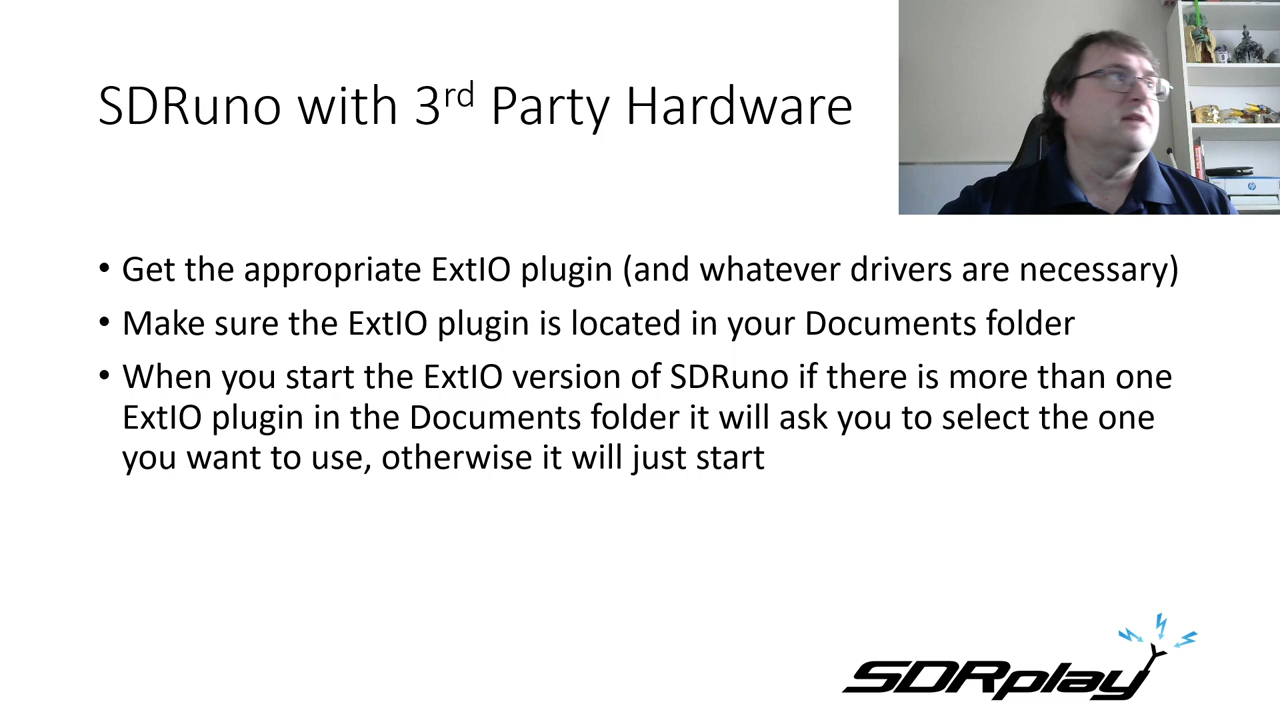 SDRuno with 3rd Party Hardware
• Get the appropriate ExtIO plugin (and whatever drivers are necessary)
• Make sure the ExtIO plugin is located in your Documents folder
• When you start the ExtIO version of SDRuno if there is more than one
ExtIO plugin in the Documents folder it will ask you to select the one
you want to use, otherwise it will just start
SDRplay